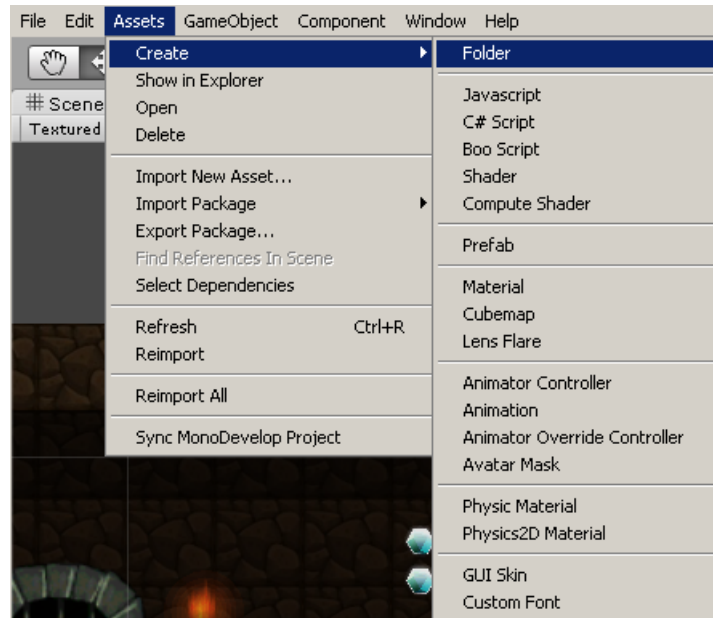 File Edit Assets GameObject Component Window Help
Create
Show in Explorer
Open
Delete
Import New Asset...
Import Package
Export Package...
Find References In Scene
Select Dependencies
Refresh Ctrl+R
Reimport
Reimport All
Sync MonoDevelop Project
Folder
Javascript
C# Script
Boo Script
Shader
Compute Shader
Prefab
Material
Cubemap
Lens Flare
Animator Controller
Animation
Animator Override Controller
Avatar Mask
Physic Material
Physics2D Material
GUI Skin
Custom Font
# Scene
Textured